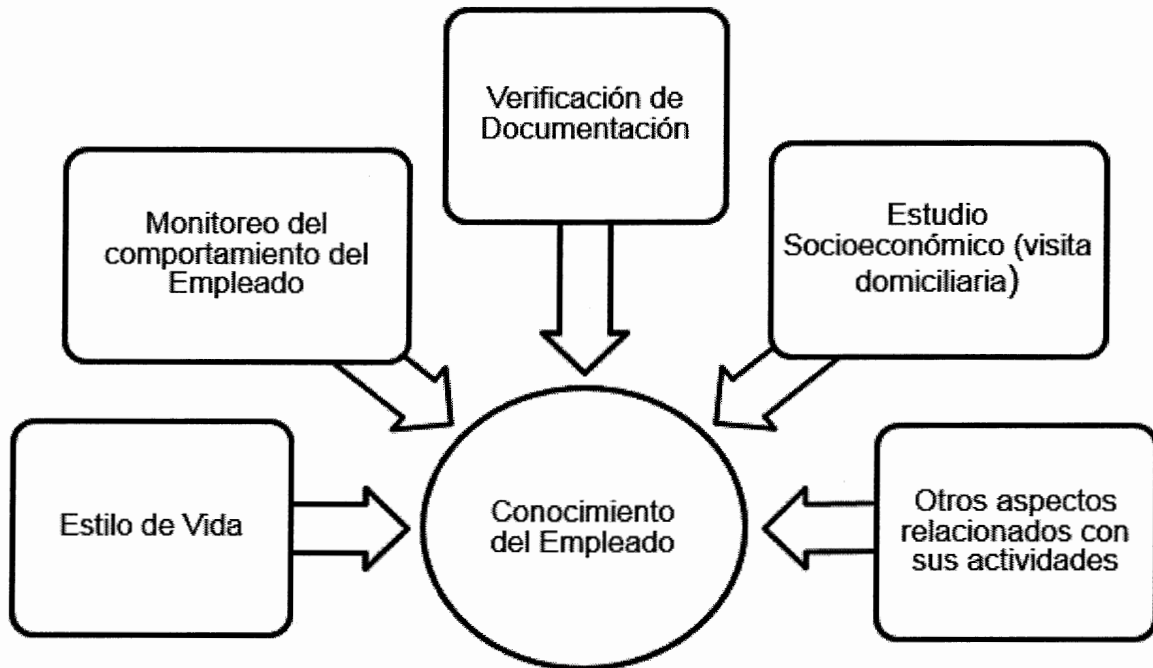 Verificación de
Documentación
Monitoreo del
comportamiento del
Empleado
Estudio
Socioeconómico (visita
domiciliaria)
Estilo de Vida
Conocimiento
del Empleado
Otros aspectos
relacionados con
sus actividades